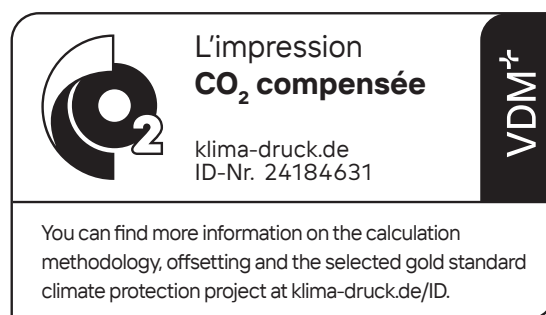 L'impression
CO₂ compensée
klima-druck.de
ID-Nr. 24184631
VDM+
You can find more information on the calculation
methodology, offsetting and the selected gold standard
climate protection project at klima-druck.de/ID.